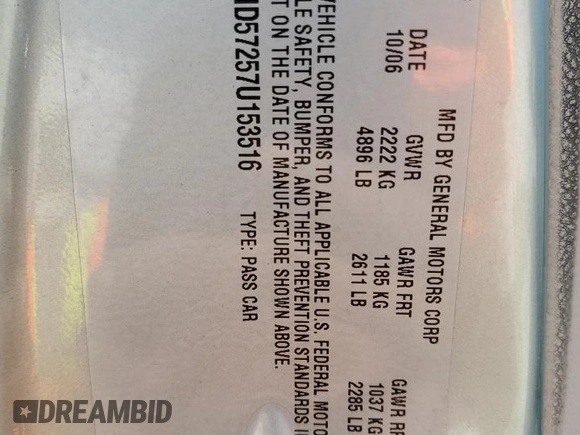 MFD BY GENERAL MOTORS CORP
DATE GVWR GAWR FRT GAWR
10/06 2222 KG 1185 KG 1037 KG
4896 LB 2611 LB 2285 LB
VEHICLE CONFORMS TO ALL APPLICABLE U.S. FEDERAL
SAFETY, BUMPER, AND THEFT PREVENTION STANDARDS
ON THE DATE OF MANUFACTURE SHOWN ABOVE.
D57257U153516 TYPE: PASS CAR
DREAMBID